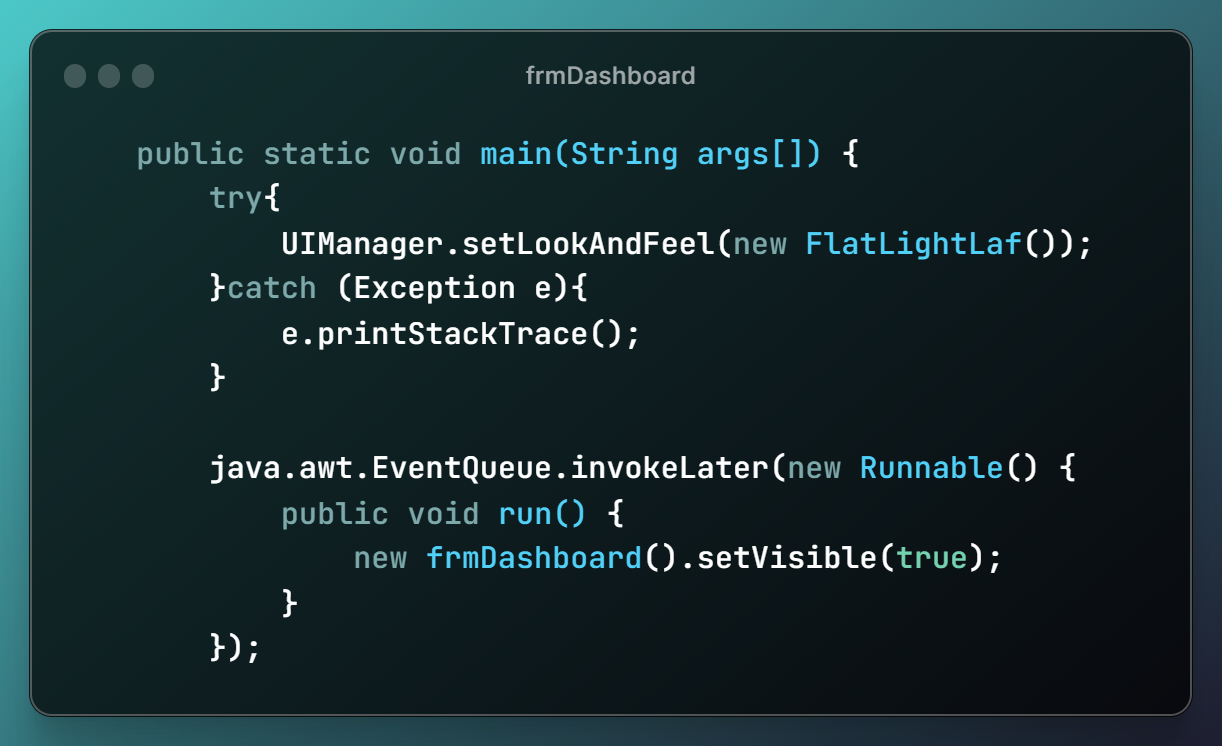 frmDashboard
public static void main(String args[]) {
try{
UIManager.setLookAndFeel(new FlatLightLaf());
}catch (Exception e){
e.printStackTrace();
}
java.awt.EventQueue.invokeLater(new Runnable() {
public void run() {
new frmDashboard().setVisible(true);
}
});